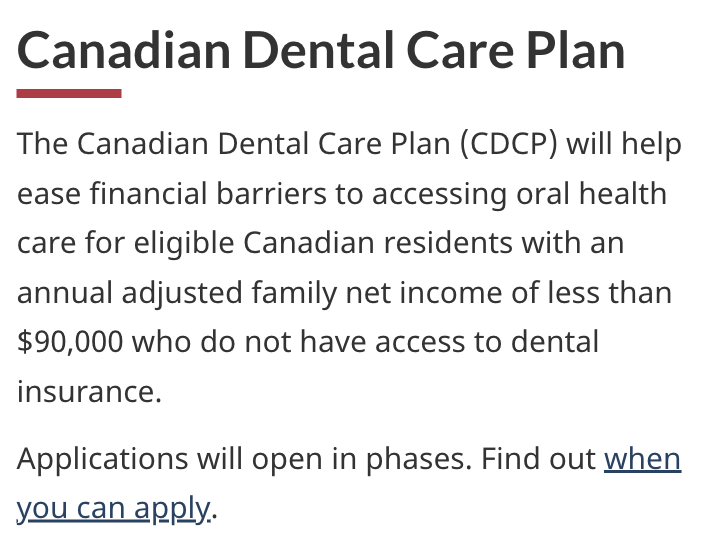 Canadian Dental Care Plan
The Canadian Dental Care Plan (CDCP) will help
ease financial barriers to accessing oral health
care for eligible Canadian residents with an
annual adjusted family net income of less than
$90,000 who do not have access to dental
insurance.
Applications will open in phases. Find out when
you can apply.